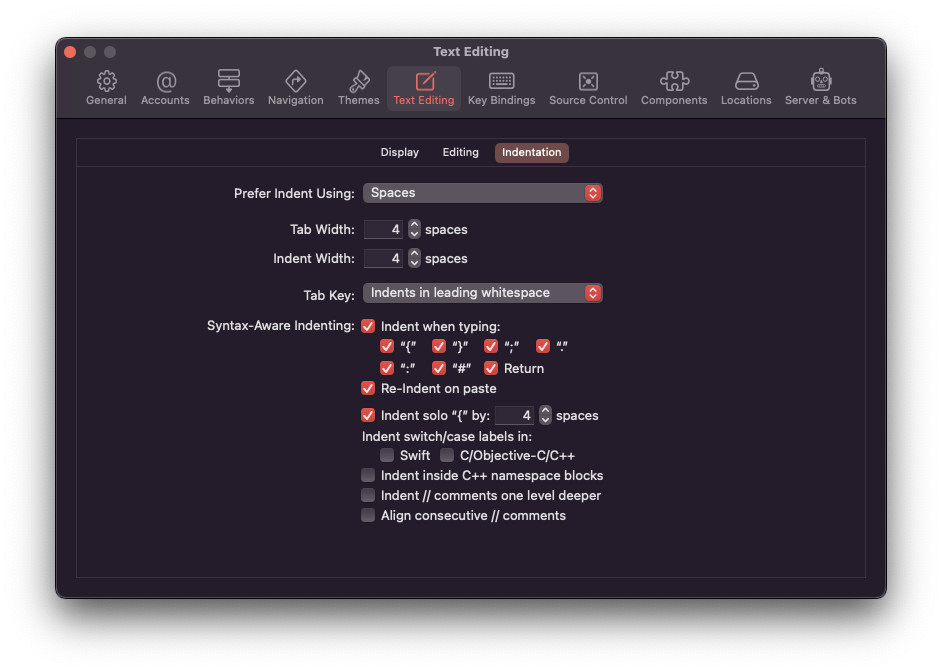 Text Editing
General Accounts Behaviors Navigation Themes Text Editing Key Bindings Source Control Components Locations Server & Bots
Display Editing Indentation
Prefer Indent Using: Spaces
Tab Width: 4 spaces
Indent Width: 4 spaces
Tab Key: Indents in leading whitespace
Syntax-Aware Indenting: Indent when typing:
“{” “}” “;” “.”
“:” “#” Return
Re-Indent on paste
Indent solo “{” by: 4 spaces
Indent switch/case labels in:
Swift C/Objective-C/C++
Indent inside C++ namespace blocks
Indent // comments one level deeper
Align consecutive // comments